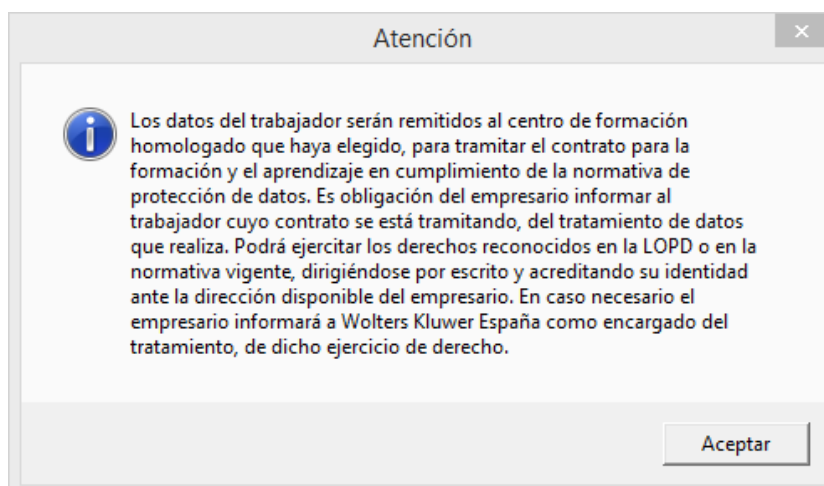 Atención
Los datos del trabajador serán remitidos al centro de formación
homologado que haya elegido, para tramitar el contrato para la
formación y el aprendizaje en cumplimiento de la normativa de
protección de datos. Es obligación del empresario informar al
trabajador cuyo contrato se está tramitando, del tratamiento de datos
que realiza. Podrá ejercitar los derechos reconocidos en la LOPD o en la
normativa vigente, dirigiéndose por escrito y acreditando su identidad
ante la dirección disponible del empresario. En caso necesario el
empresario informará a Wolters Kluwer España como encargado del
tratamiento, de dicho ejercicio de derecho.
Aceptar